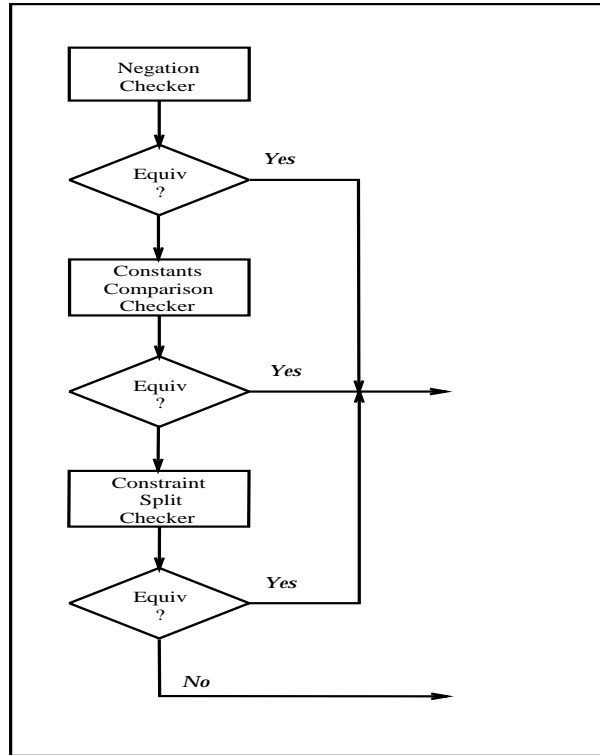 Negation
Checker
Yes
Equiv
?
Constants
Comparison
Checker
Yes
Equiv
?
Constraint
Split
Checker
Yes
Equiv
?
No